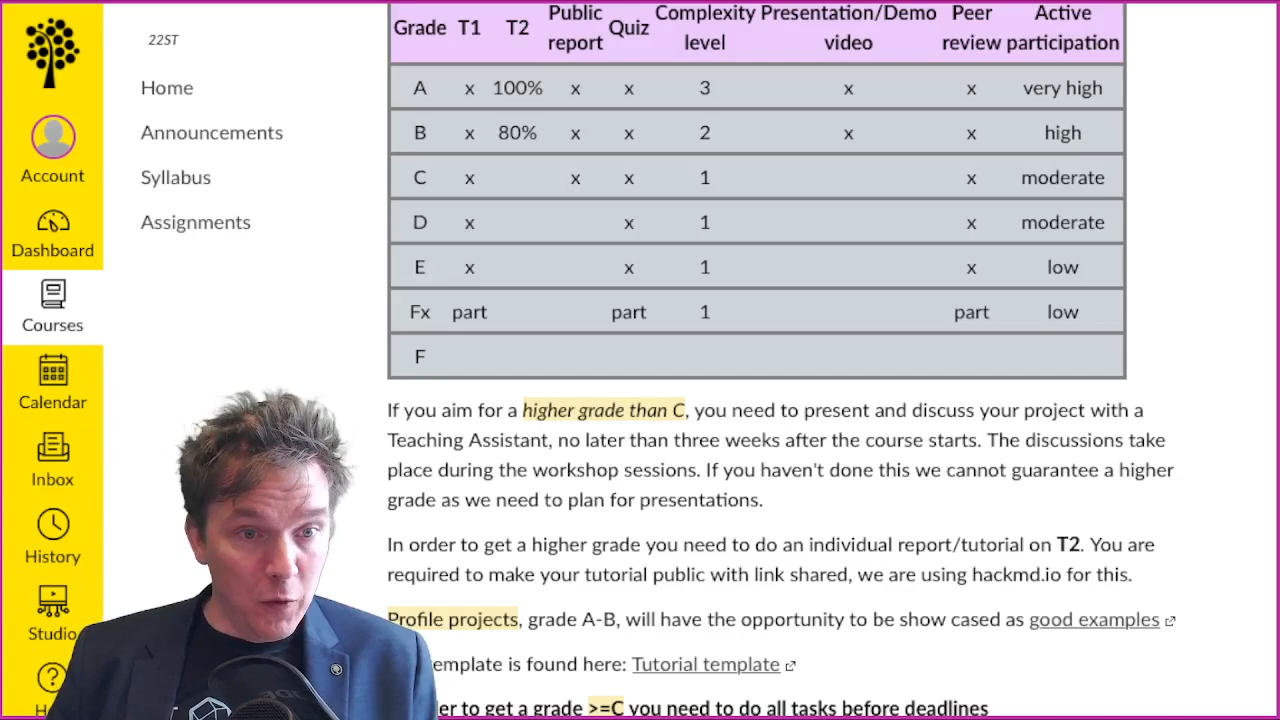 22ST
Home
Announcements
Syllabus
Assignments
Account
Dashboard
Courses
Calendar
Inbox
History
Studio
Grade T1 T2 Public report Quiz Complexity level Presentation/Demo video Peer review Active participation
A x 100% x x 3 x x very high
B x 80% x x 2 x x high
C x x x 1 x moderate
D x x 1 x moderate
E x x 1 x low
Fx part part 1 part low
F
If you aim for a higher grade than C, you need to present and discuss your project with a
Teaching Assistant, no later than three weeks after the course starts. The discussions take
place during the workshop sessions. If you haven't done this we cannot guarantee a higher
grade as we need to plan for presentations.
In order to get a higher grade you need to do an individual report/tutorial on T2. You are
required to make your tutorial public with link shared, we are using hackmd.io for this.
Profile projects, grade A-B, will have the opportunity to be show cased as good examples
template is found here: Tutorial template
to get a grade >=C you need to do all tasks before deadlines